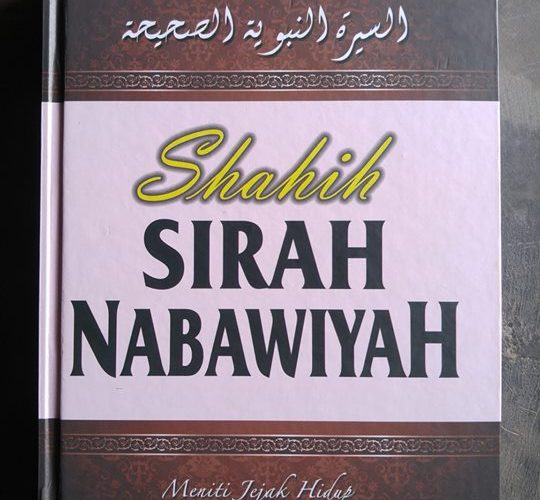 السيرة النبوية الصحيحة
Shahih
SIRAH
NABAWIYAH
Meniti Jejak Hidup